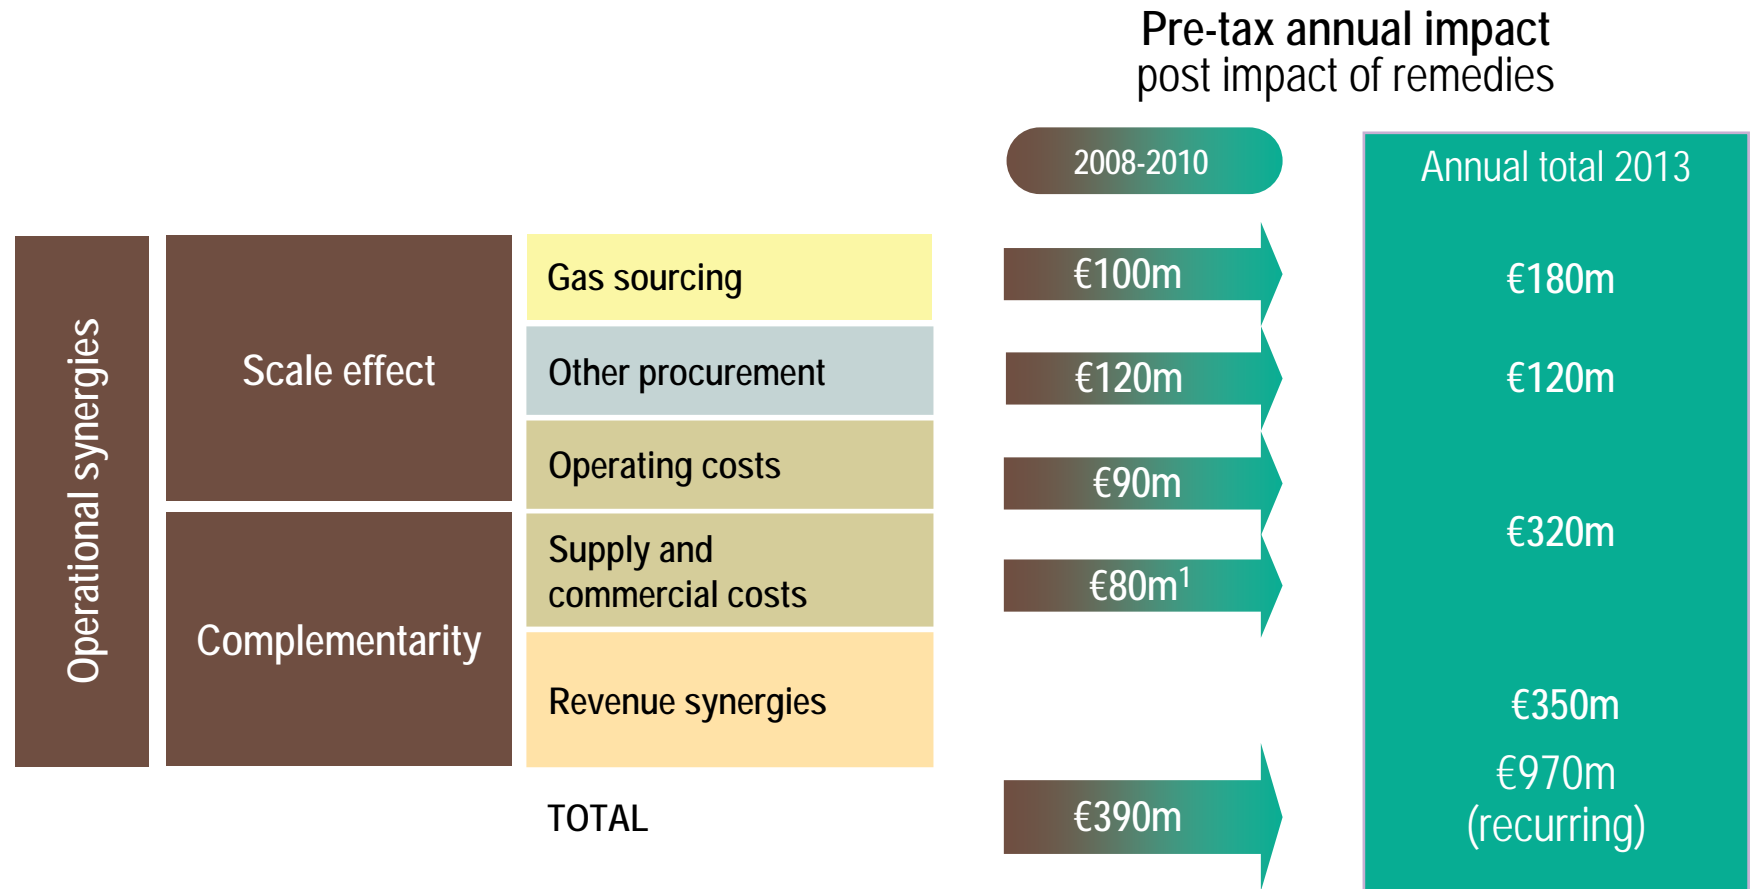 Pre-tax annual impact
post impact of remedies
2008-2010
Annual total 2013
Operational synergies
Scale effect
Gas sourcing
€100m
€180m
Other procurement
€120m
€120m
Operating costs
€90m
€320m
Complementarity
Supply and
commercial costs
€80m¹
Revenue synergies
€350m
TOTAL
€390m
€970m
(recurring)